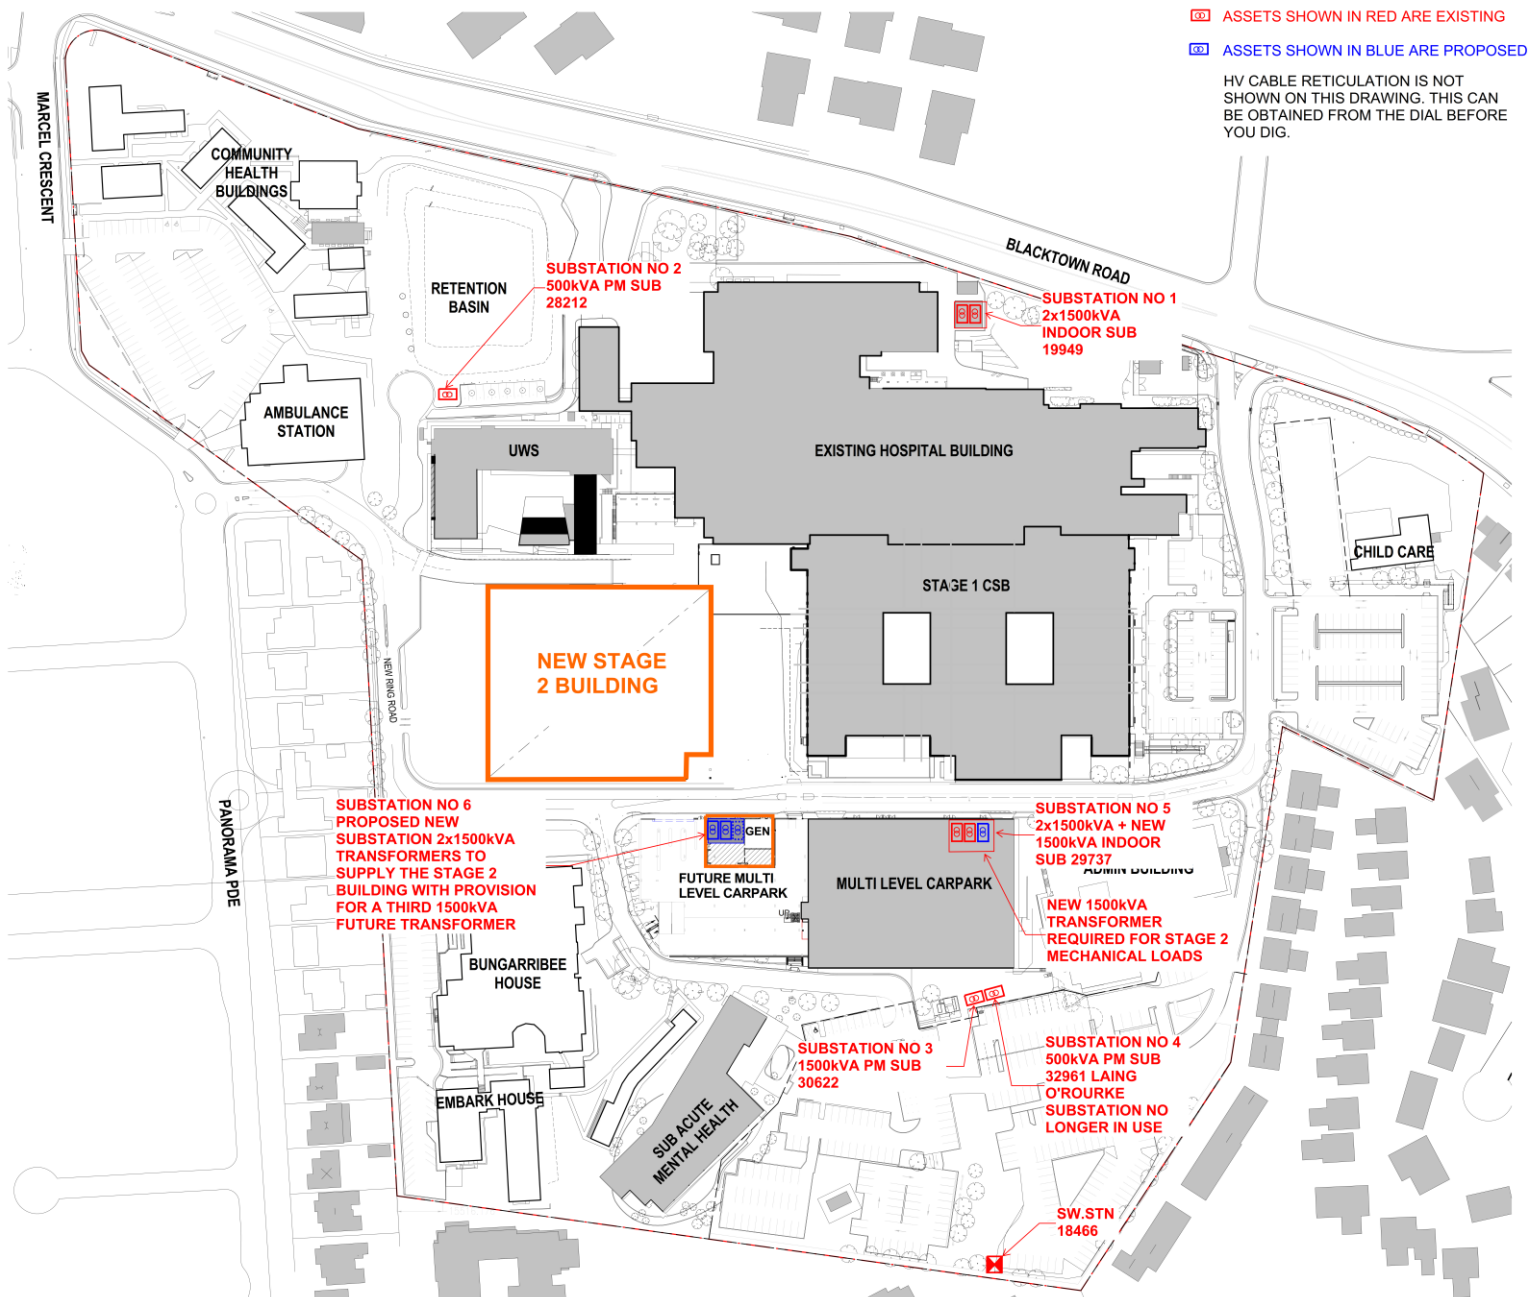 ASSETS SHOWN IN RED ARE EXISTING
ASSETS SHOWN IN BLUE ARE PROPOSED
HV CABLE RETICULATION IS NOT
SHOWN ON THIS DRAWING. THIS CAN
BE OBTAINED FROM THE DIAL BEFORE
YOU DIG.
MARCEL CRESCENT
COMMUNITY
HEALTH
BUILDINGS
BLACKTOWN ROAD
RETENTION
BASIN
SUBSTATION NO 2
500kVA PM SUB
28212
SUBSTATION NO 1
2x1500kVA
INDOOR SUB
19949
AMBULANCE
STATION
UWS
EXISTING HOSPITAL BUILDING
CHILD CARE
STAGE 1 CSB
NEW STAGE
2 BUILDING
NEW RING ROAD
PANORAMA PDE
SUBSTATION NO 6
PROPOSED NEW
SUBSTATION 2x1500kVA
TRANSFORMERS TO
SUPPLY THE STAGE 2
BUILDING WITH PROVISION
FOR A THIRD 1500kVA
FUTURE TRANSFORMER
GEN
FUTURE MULTI
LEVEL CARPARK
UP
MULTI LEVEL CARPARK
SUBSTATION NO 5
2x1500kVA + NEW
1500kVA INDOOR
SUB 29737
ADMIN BUILDING
NEW 1500kVA
TRANSFORMER
REQUIRED FOR STAGE 2
MECHANICAL LOADS
BUNGARRIBEE
HOUSE
SUBSTATION NO 3
1500kVA PM SUB
30622
SUBSTATION NO 4
500kVA PM SUB
32961 LAING
O'ROURKE
SUBSTATION NO
LONGER IN USE
EMBARK HOUSE
SUB ACUTE
MENTAL HEALTH
SW.STN
18466